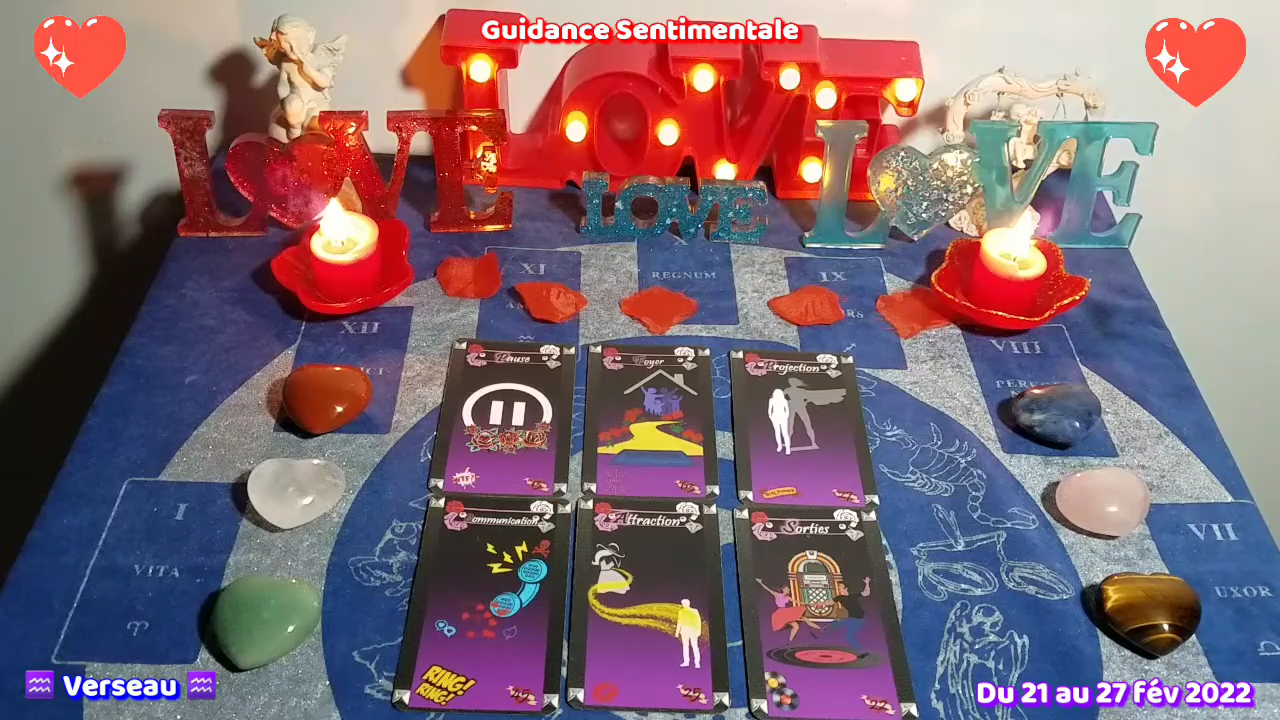 Guidance Sentimentale
LOVE
LOVE
LOVE
LOVE
XI
REGNUM
IX
XII
VIII
Pause
Foyer
Projection
WTF!
I
VITA
♈
Communication
Attraction
Sorties
VII
UXOR
♎
RING!
RING!
♒ Verseau ♒
Du 21 au 27 fév 2022